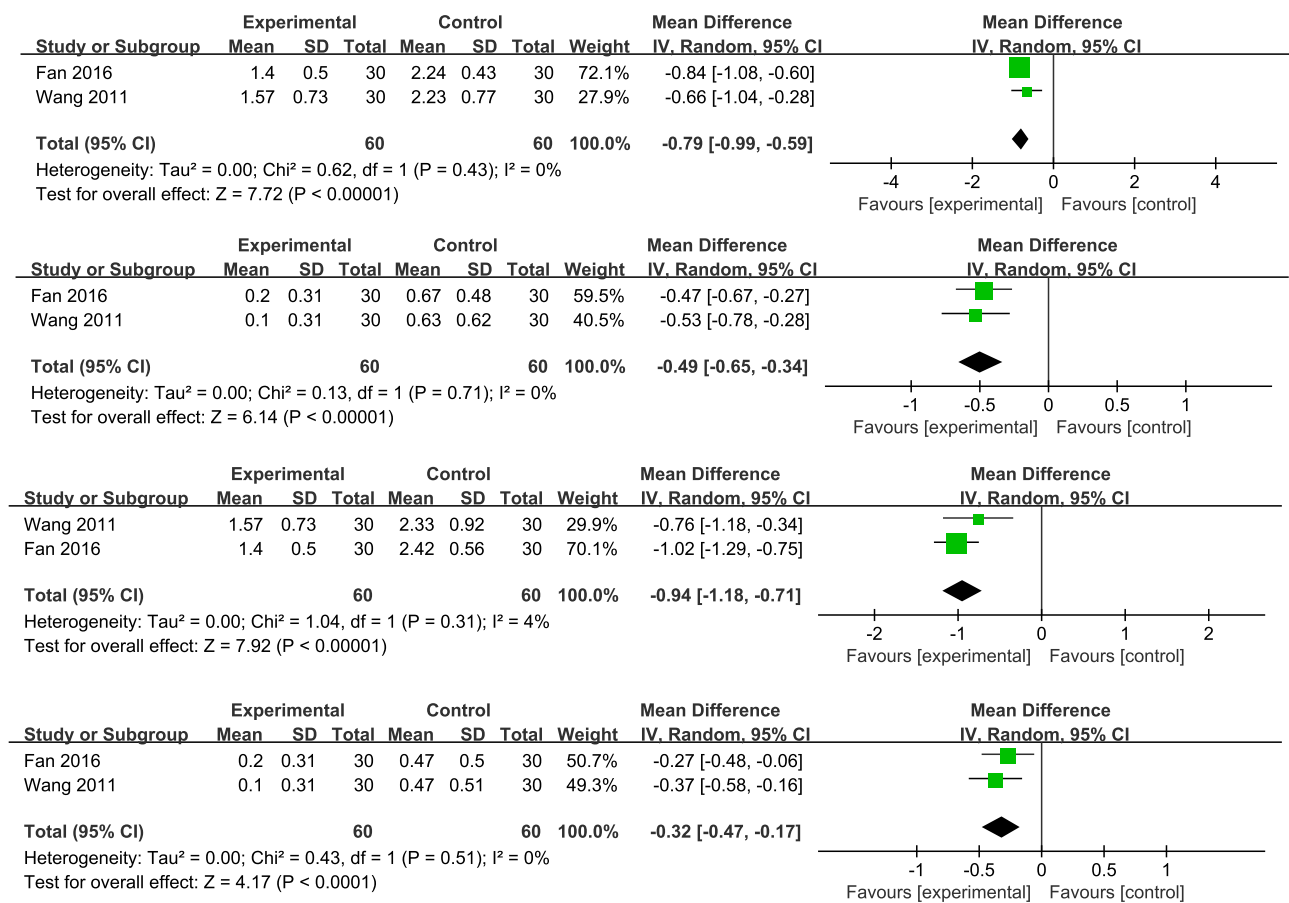 Experimental Control Mean Difference Mean Difference
Study or Subgroup Mean SD Total Mean SD Total Weight IV, Random, 95% CI IV, Random, 95% CI
Fan 2016 1.4 0.5 30 2.24 0.43 30 72.1% -0.84 [-1.08, -0.60]
Wang 2011 1.57 0.73 30 2.23 0.77 30 27.9% -0.66 [-1.04, -0.28]
Total (95% CI) 60 60 100.0% -0.79 [-0.99, -0.59]
Heterogeneity: Tau² = 0.00; Chi² = 0.62, df = 1 (P = 0.43); I² = 0%
Test for overall effect: Z = 7.72 (P < 0.00001)
-4 -2 0 2 4
Favours [experimental] Favours [control]
Experimental Control Mean Difference Mean Difference
Study or Subgroup Mean SD Total Mean SD Total Weight IV, Random, 95% CI IV, Random, 95% CI
Fan 2016 0.2 0.31 30 0.67 0.48 30 59.5% -0.47 [-0.67, -0.27]
Wang 2011 0.1 0.31 30 0.63 0.62 30 40.5% -0.53 [-0.78, -0.28]
Total (95% CI) 60 60 100.0% -0.49 [-0.65, -0.34]
Heterogeneity: Tau² = 0.00; Chi² = 0.13, df = 1 (P = 0.71); I² = 0%
Test for overall effect: Z = 6.14 (P < 0.00001)
-1 -0.5 0 0.5 1
Favours [experimental] Favours [control]
Experimental Control Mean Difference Mean Difference
Study or Subgroup Mean SD Total Mean SD Total Weight IV, Random, 95% CI IV, Random, 95% CI
Wang 2011 1.57 0.73 30 2.33 0.92 30 29.9% -0.76 [-1.18, -0.34]
Fan 2016 1.4 0.5 30 2.42 0.56 30 70.1% -1.02 [-1.29, -0.75]
Total (95% CI) 60 60 100.0% -0.94 [-1.18, -0.71]
Heterogeneity: Tau² = 0.00; Chi² = 1.04, df = 1 (P = 0.31); I² = 4%
Test for overall effect: Z = 7.92 (P < 0.00001)
-2 -1 0 1 2
Favours [experimental] Favours [control]
Experimental Control Mean Difference Mean Difference
Study or Subgroup Mean SD Total Mean SD Total Weight IV, Random, 95% CI IV, Random, 95% CI
Fan 2016 0.2 0.31 30 0.47 0.5 30 50.7% -0.27 [-0.48, -0.06]
Wang 2011 0.1 0.31 30 0.47 0.51 30 49.3% -0.37 [-0.58, -0.16]
Total (95% CI) 60 60 100.0% -0.32 [-0.47, -0.17]
Heterogeneity: Tau² = 0.00; Chi² = 0.43, df = 1 (P = 0.51); I² = 0%
Test for overall effect: Z = 4.17 (P < 0.0001)
-1 -0.5 0 0.5 1
Favours [experimental] Favours [control]